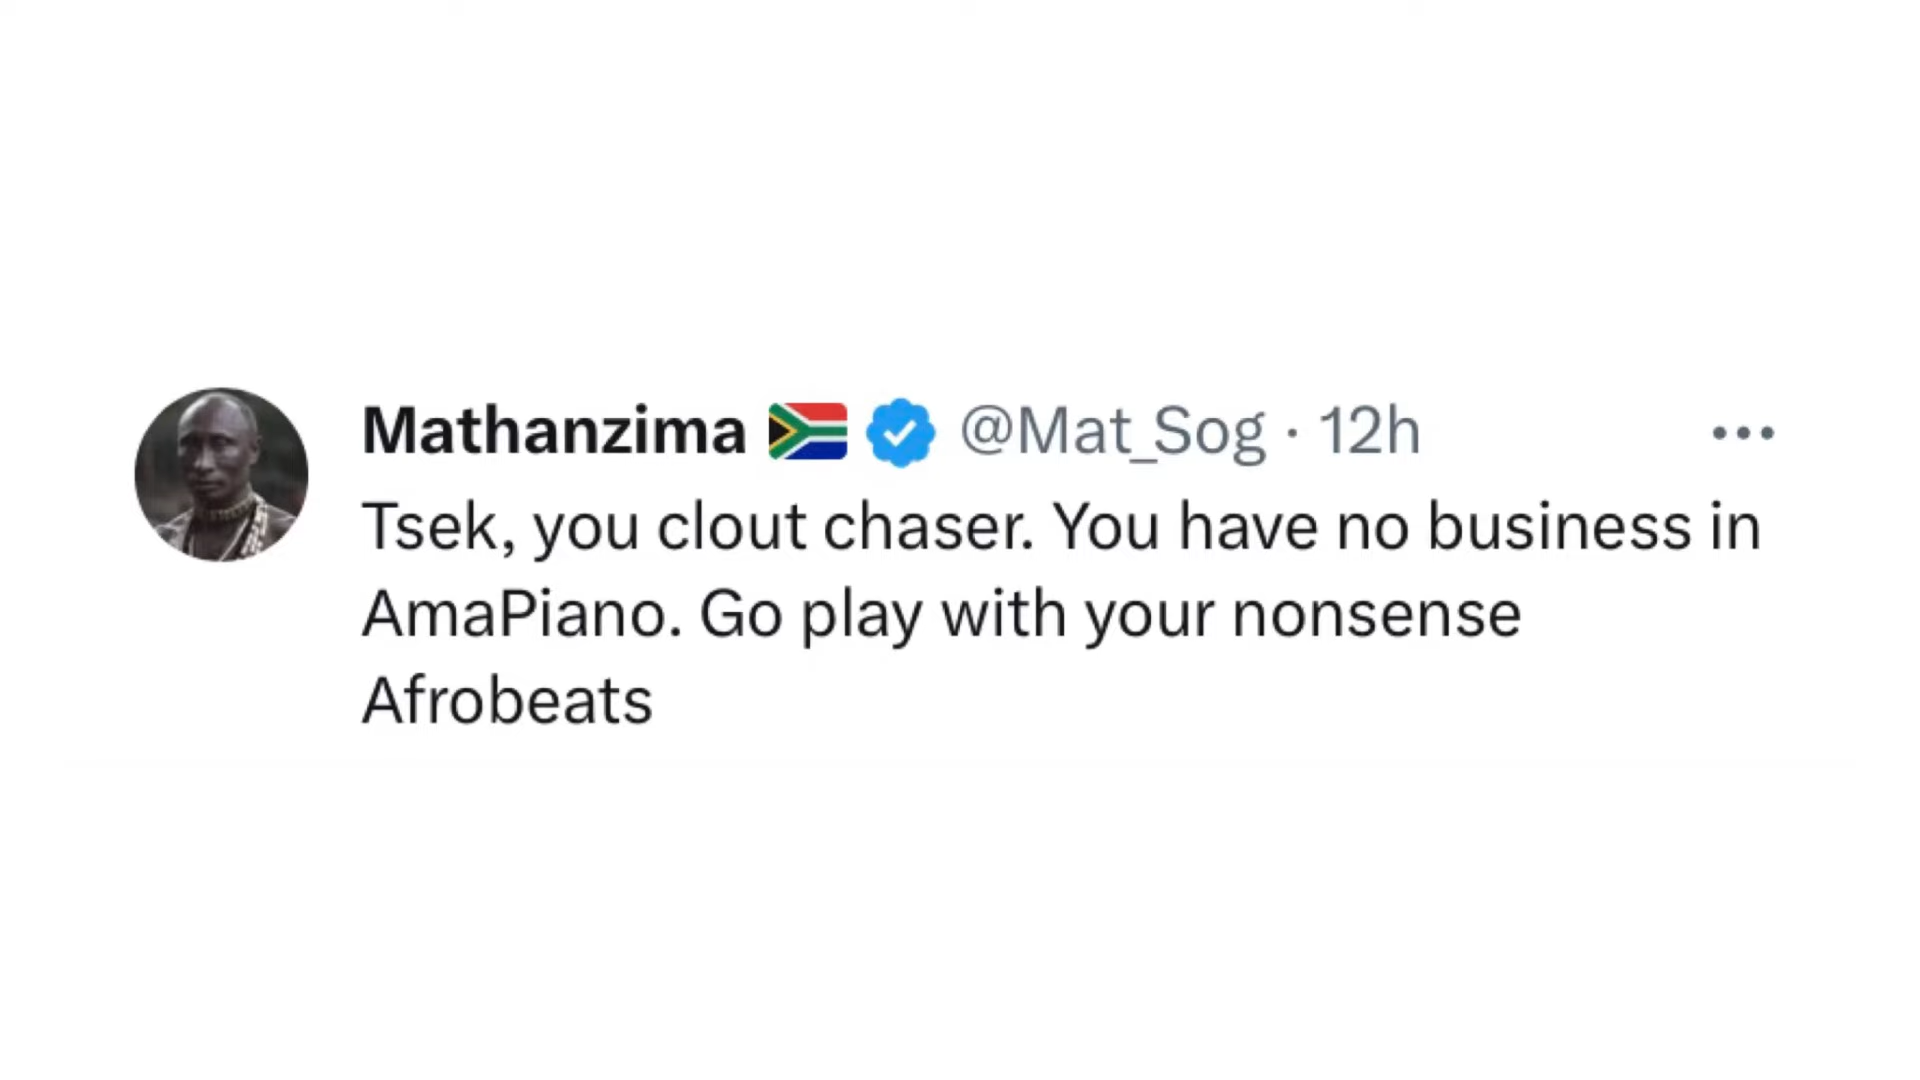 Mathanzima 🇿🇦 @Mat_Sog · 12h
Tsek, you clout chaser. You have no business in
AmaPiano. Go play with your nonsense
Afrobeats